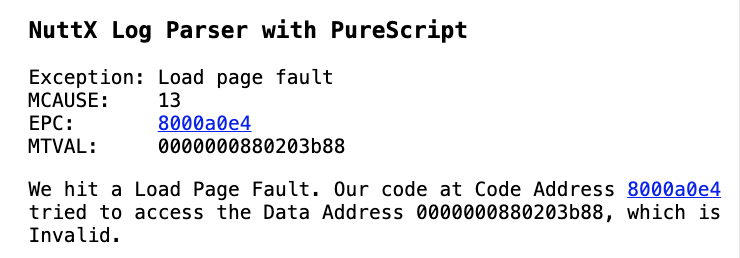 NuttX Log Parser with PureScript
Exception: Load page fault
MCAUSE: 13
EPC: 8000a0e4
MTVAL: 0000000880203b88
We hit a Load Page Fault. Our code at Code Address 8000a0e4
tried to access the Data Address 0000000880203b88, which is
Invalid.